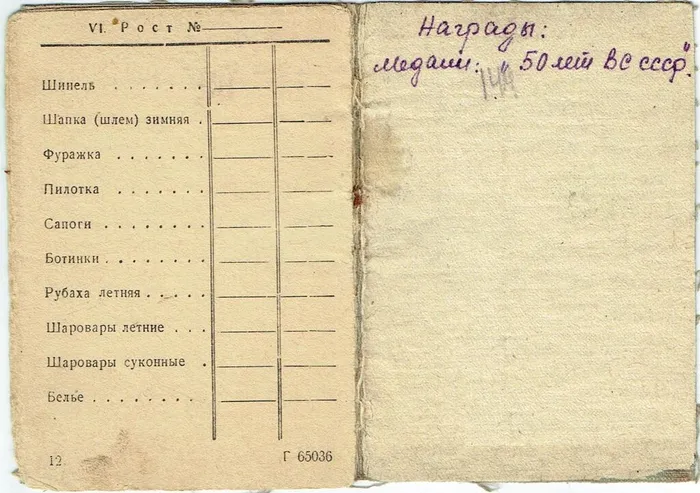 VI. Рост №
Шинель
Шапка (шлем) зимняя
Фуражка
Пилотка
Сапоги
Ботинки
Рубаха летняя
Шаровары летние
Шаровары суконные
Белье
12
Г 65036
Награды:
Медали: „50 лет ВС СССР"